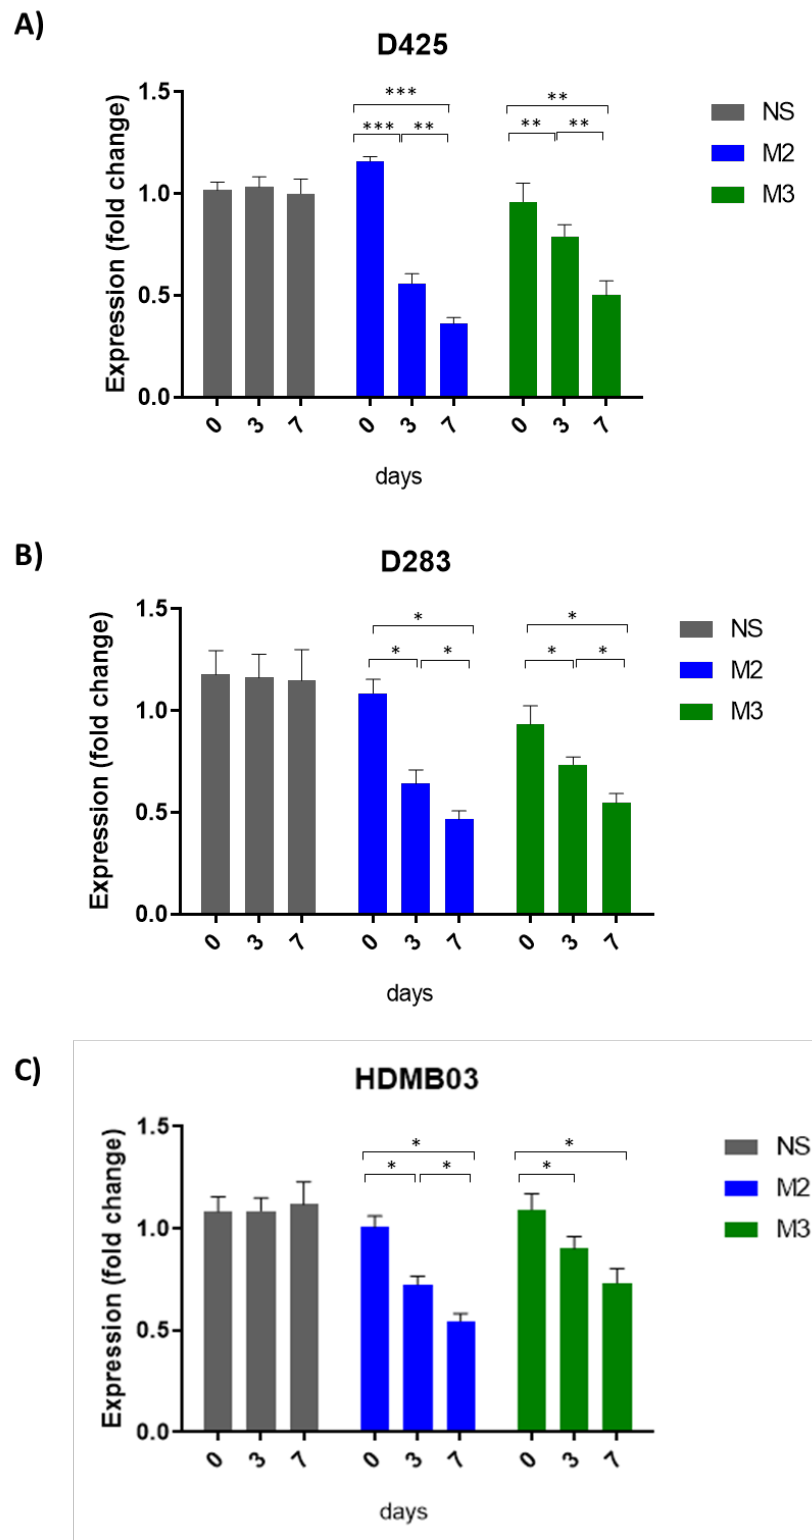 A)
D425
Expression (fold change)
1.5
1.0
0.5
0.0
*** **
*** ** ** **
NS
M2
M3
0 3 7 0 3 7 0 3 7
days
B)
D283
Expression (fold change)
1.5
1.0
0.5
0.0
* *
* * * *
NS
M2
M3
0 3 7 0 3 7 0 3 7
days
C)
HDMB03
Expression (fold change)
1.5
1.0
0.5
0.0
* *
* * *
NS
M2
M3
0 3 7 0 3 7 0 3 7
days